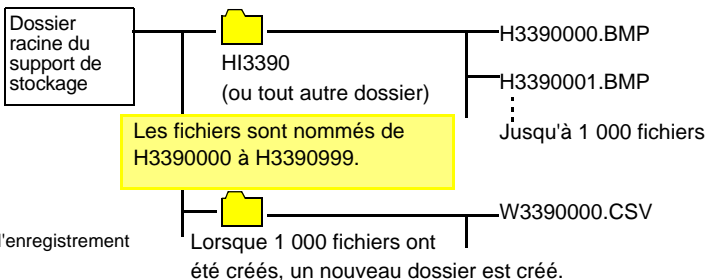 Dossier
racine du
support de
stockage
HI3390
(ou tout autre dossier)
H3390000.BMP
H3390001.BMP
Jusqu'à 1 000 fichiers
Les fichiers sont nommés de
H3390000 à H3390999.
W3390000.CSV
l'enregistrement
Lorsque 1 000 fichiers ont
été créés, un nouveau dossier est créé.